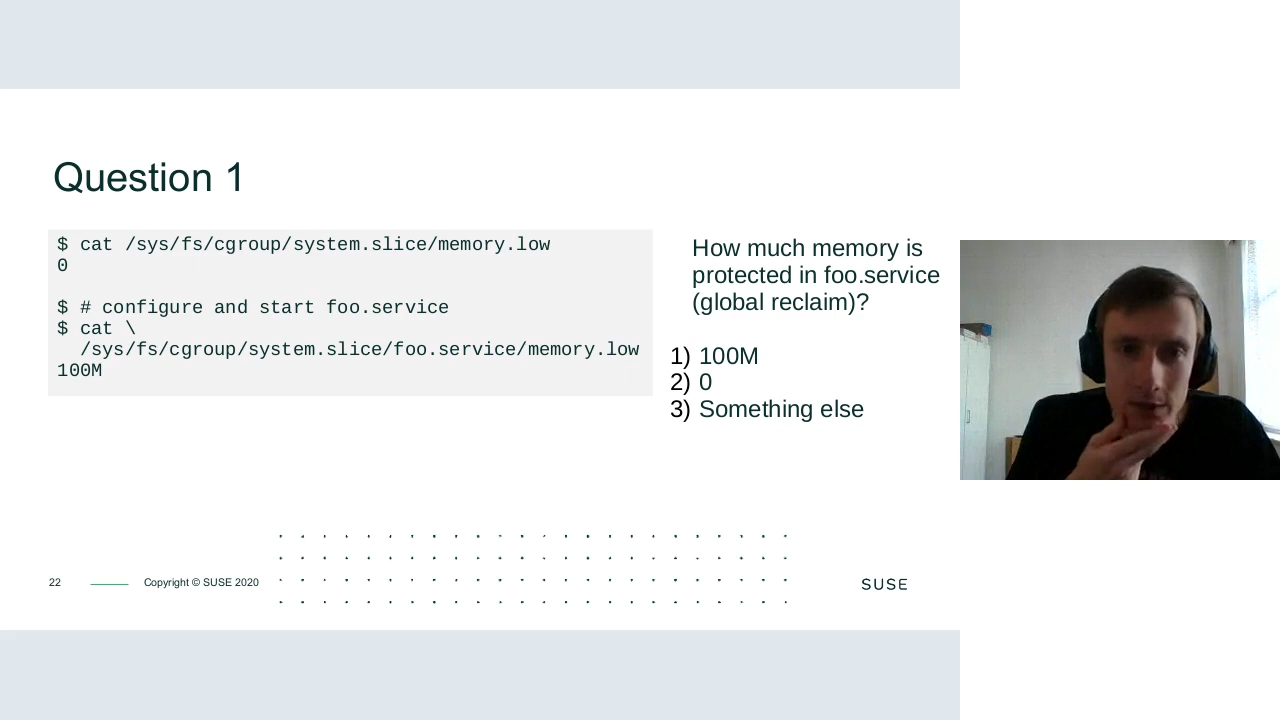 Question 1
$ cat /sys/fs/cgroup/system.slice/memory.low
0
$ # configure and start foo.service
$ cat \
/sys/fs/cgroup/system.slice/foo.service/memory.low
100M
How much memory is
protected in foo.service
(global reclaim)?
1) 100M
2) 0
3) Something else
22
Copyright © SUSE 2020
SUSE